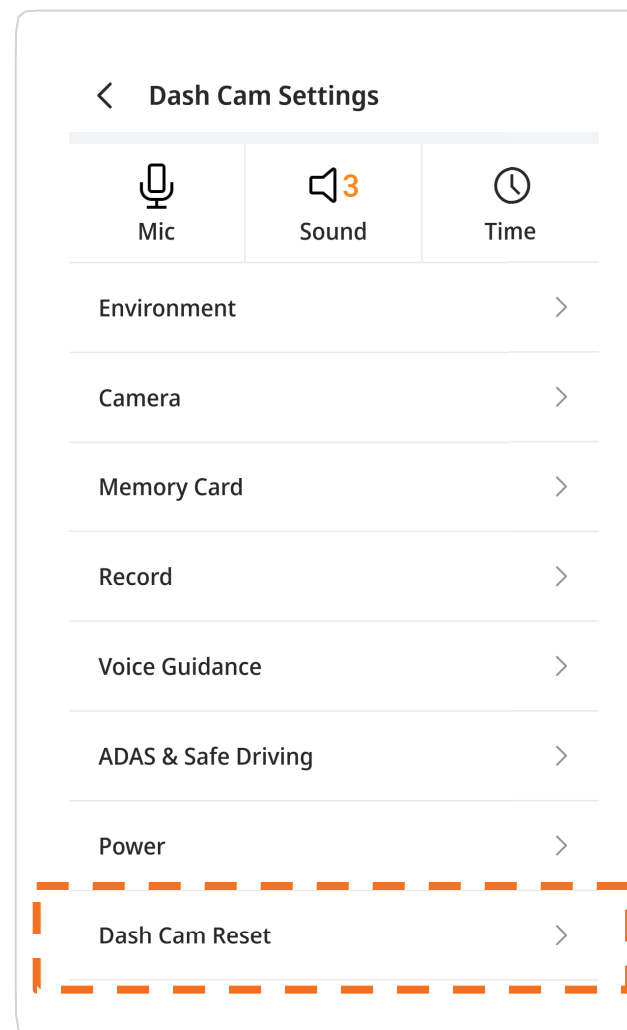 Dash Cam Settings
3
Mic Sound Time
Environment
Camera
Memory Card
Record
Voice Guidance
ADAS & Safe Driving
Power
Dash Cam Reset